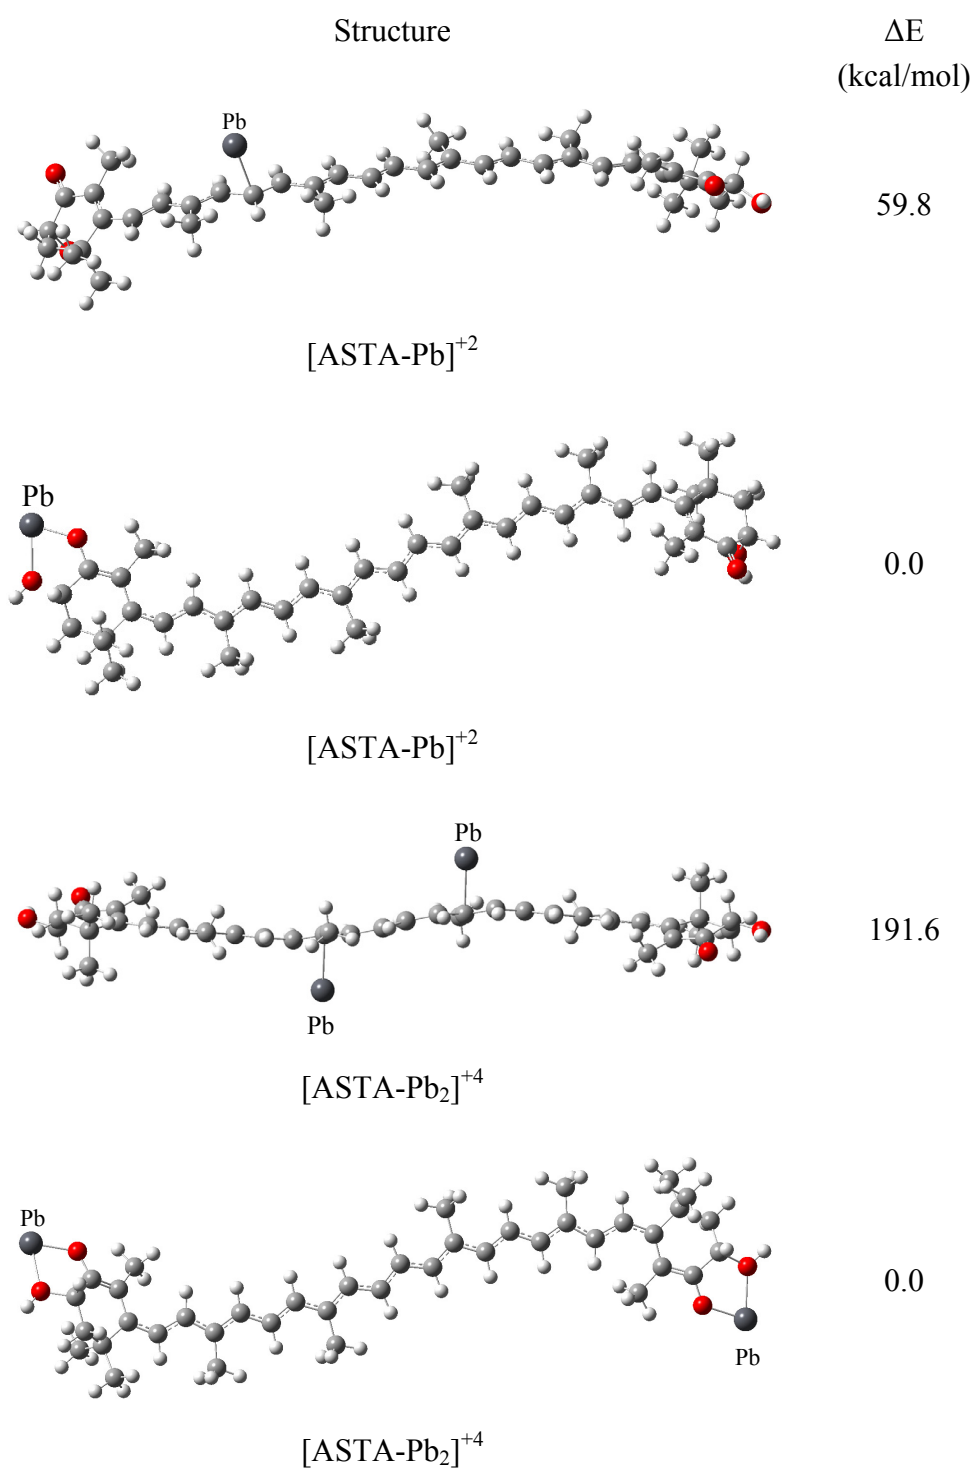 Structure ΔE
(kcal/mol)
Pb
59.8
[ASTA-Pb]⁺²
Pb
0.0
[ASTA-Pb]⁺²
Pb
191.6
Pb
[ASTA-Pb₂]⁺⁴
Pb
0.0
Pb
[ASTA-Pb₂]⁺⁴